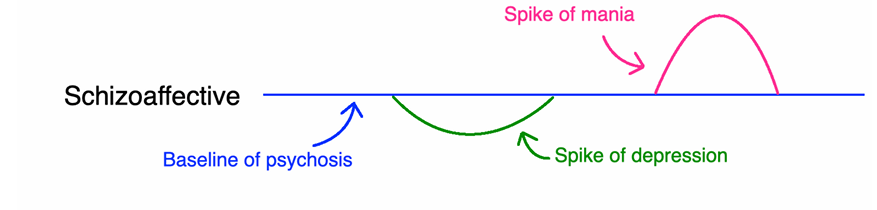 Spike of mania
Schizoaffective
Baseline of psychosis
Spike of depression